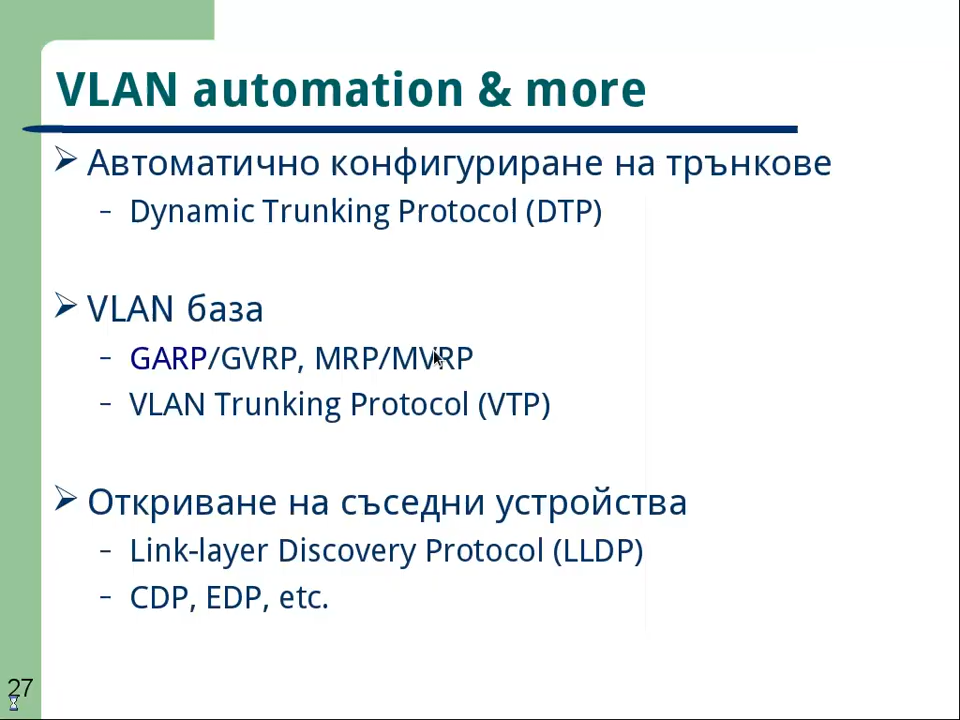 VLAN automation & more
Автоматично конфигуриране на трънкове
– Dynamic Trunking Protocol (DTP)
VLAN база
– GARP/GVRP, MRP/MVRP
– VLAN Trunking Protocol (VTP)
Откриване на съседни устройства
– Link-layer Discovery Protocol (LLDP)
– CDP, EDP, etc.
27